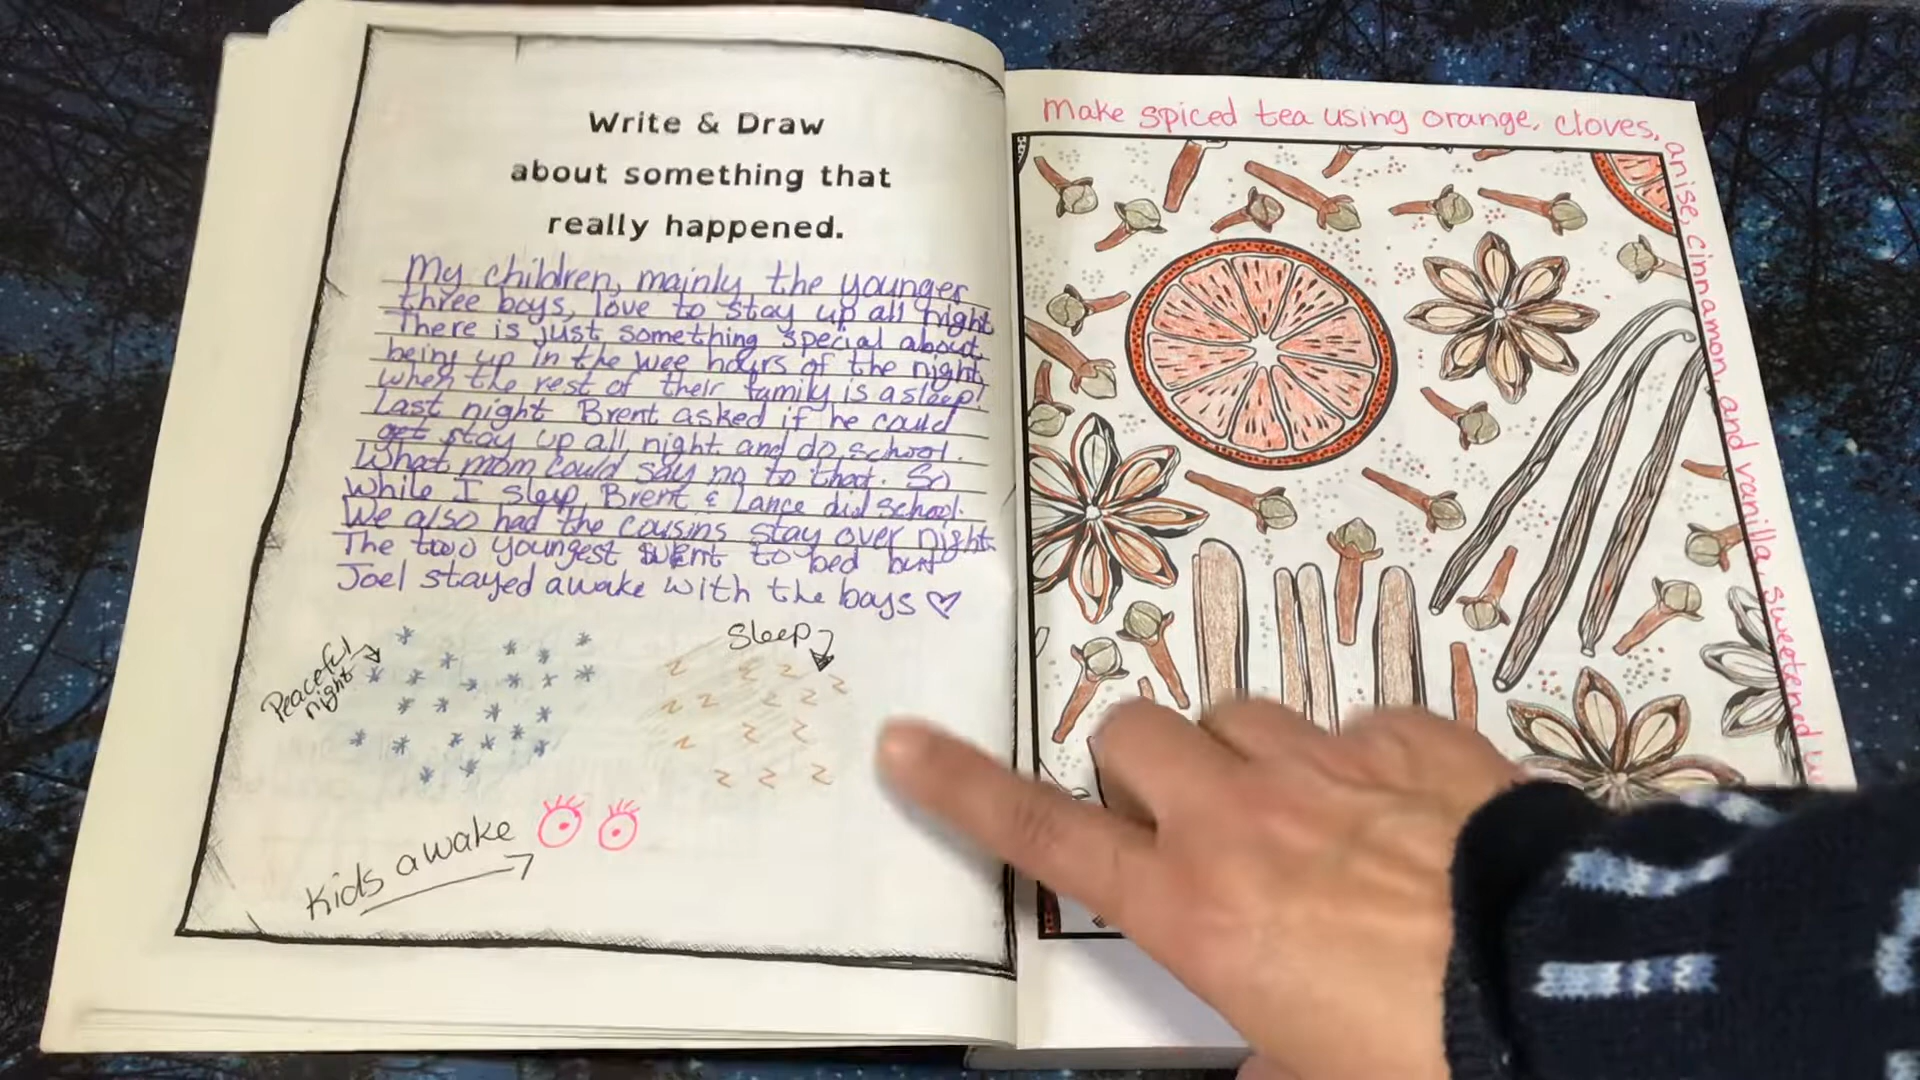 Write & Draw
about something that
really happened.
My children, mainly the younger
three boys, love to stay up all night
There is just something special about
being up in the wee hours of the night,
when the rest of their family is asleep!
Last night Brent asked if he could
get stay up all night and do school.
What mom could say no to that. So
while I sleep, Brent & Lance did school.
We also had the cousins stay over night.
The two youngest went to bed but
Joel stayed awake with the boys
Peaceful
night
Sleep
z
z z z z
z z z z
z z z
z z z
Kids awake
Make spiced tea using orange, cloves,
anise, cinnamon, and vanilla, sweetened